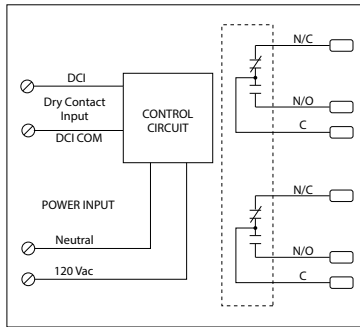 DCI
Dry Contact
Input
DCI COM
CONTROL
CIRCUIT
POWER INPUT
Neutral
120 Vac
N/C
N/O
C
N/C
N/O
C